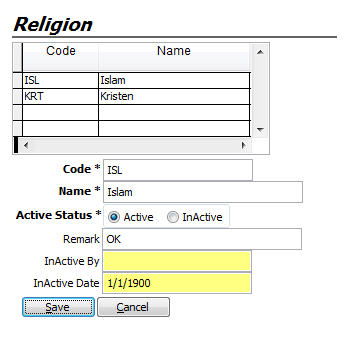 Religion
Code Name
ISL Islam
KRT Kristen
Code * ISL
Name * Islam
Active Status * Active InActive
Remark OK
InActive By
InActive Date 1/1/1900
Save Cancel